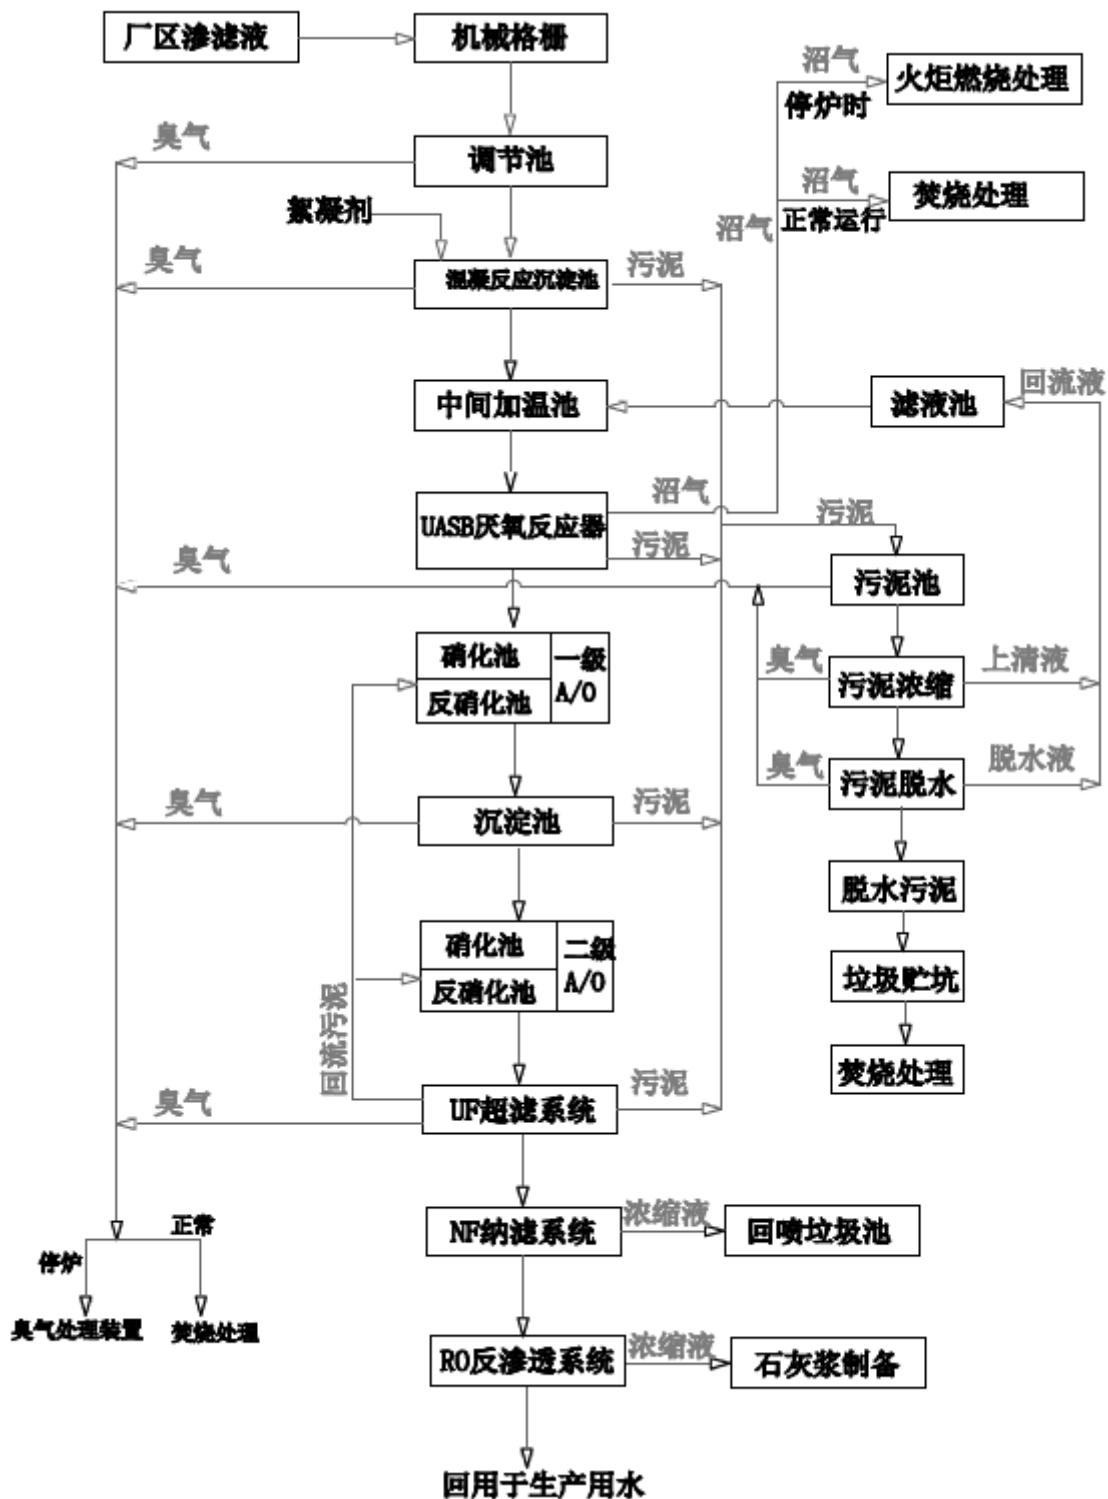 厂区渗滤液
机械格栅
沼气
火炬燃烧处理
停炉时
臭气
调节池
沼气
焚烧处理
正常运行
絮凝剂
沼气
臭气
混凝反应沉淀池
污泥
中间加温池
滤液池
回流液
沼气
UASB厌氧反应器
污泥
污泥
臭气
污泥池
硝化池
一级
A/O
反硝化池
臭气
污泥浓缩
上清液
臭气
污泥脱水
脱水液
臭气
沉淀池
污泥
脱水污泥
硝化池
二级
A/O
反硝化池
垃圾贮坑
回流污泥
焚烧处理
臭气
UF超滤系统
污泥
正常
停炉
NF纳滤系统
浓缩液
回喷垃圾池
臭气处理装置
焚烧处理
RO反渗透系统
浓缩液
石灰浆制备
回用于生产用水